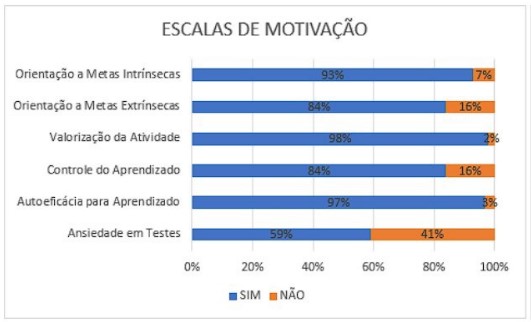 ESCALAS DE MOTIVAÇÃO
Orientação a Metas Intrínsecas 93% 7%
Orientação a Metas Extrínsecas 84% 16%
Valorização da Atividade 98% 2%
Controle do Aprendizado 84% 16%
Autoeficácia para Aprendizado 97% 3%
Ansiedade em Testes 59% 41%
0% 20% 40% 60% 80% 100%
SIM NÃO